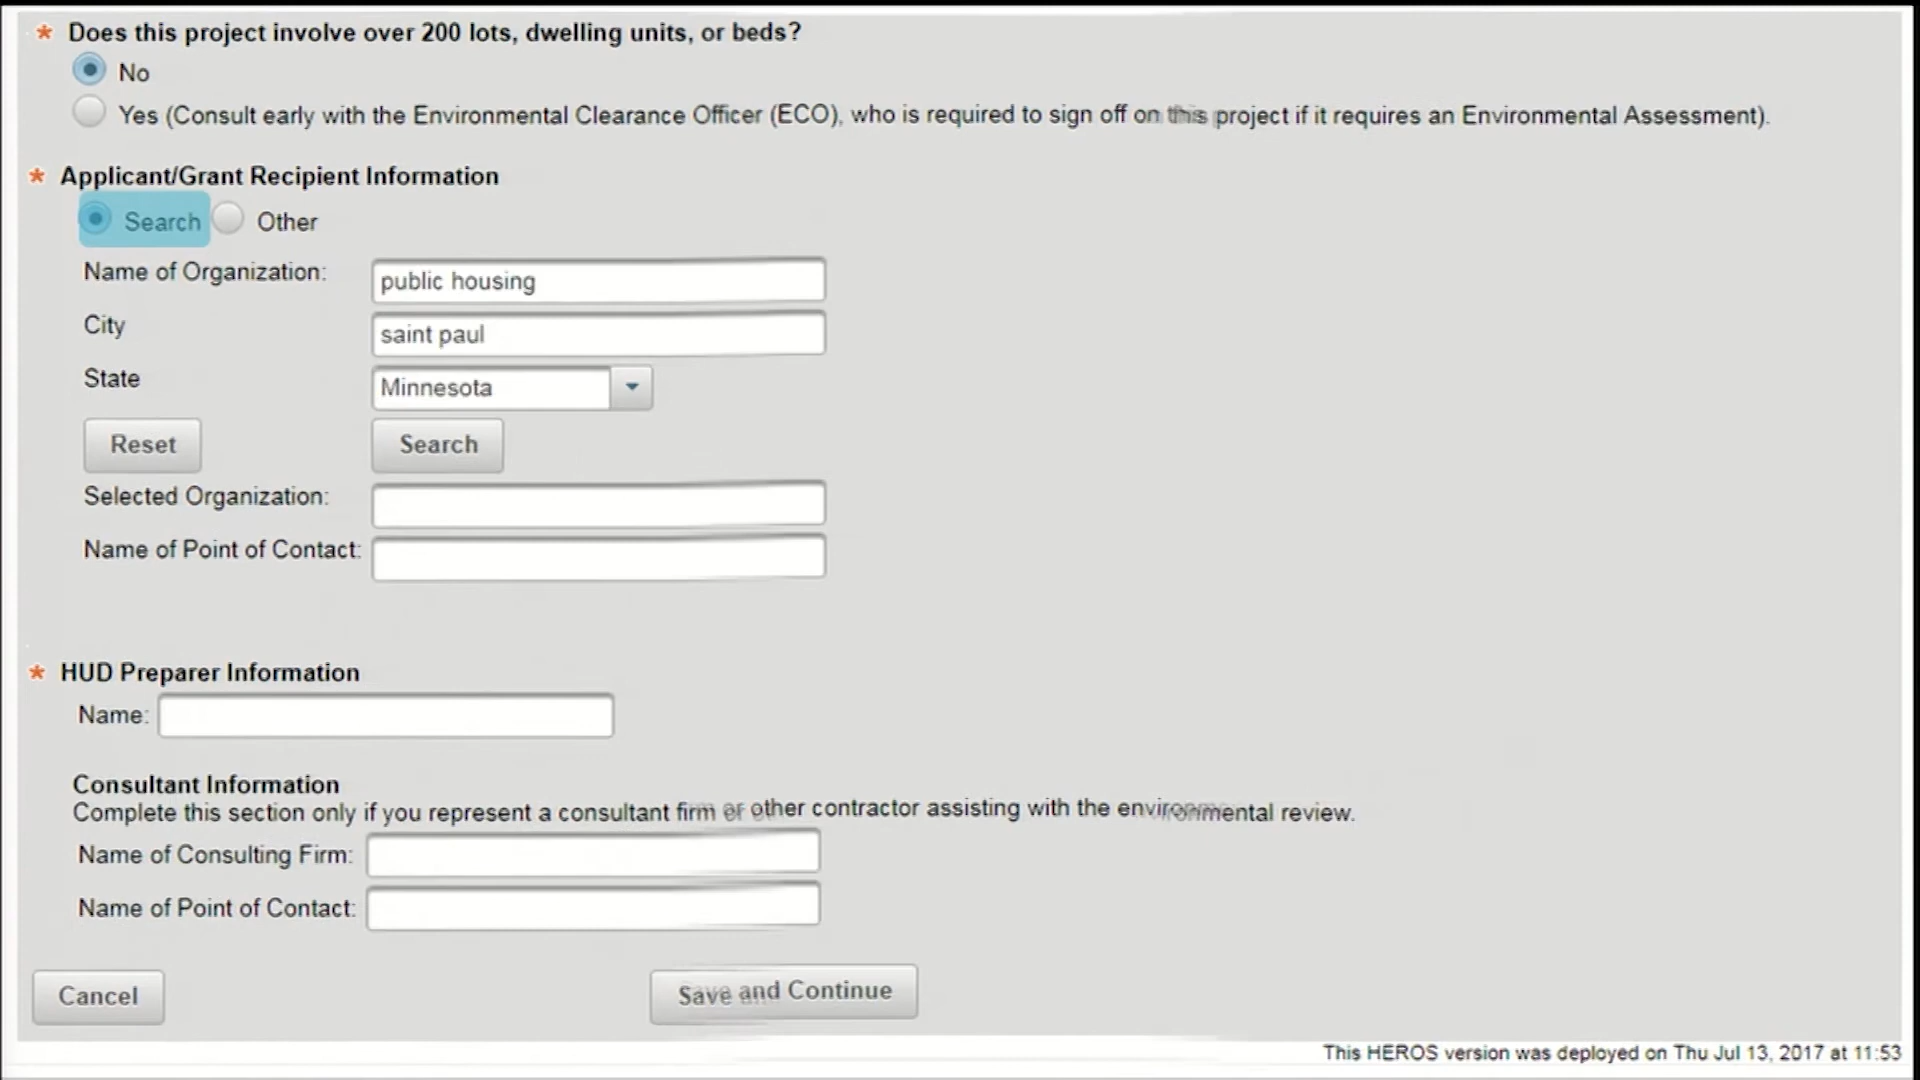 * Does this project involve over 200 lots, dwelling units, or beds?
No
Yes (Consult early with the Environmental Clearance Officer (ECO), who is required to sign off on this project if it requires an Environmental Assessment).
* Applicant/Grant Recipient Information
Search Other
Name of Organization: public housing
City saint paul
State Minnesota
Reset Search
Selected Organization:
Name of Point of Contact:
* HUD Preparer Information
Name:
Consultant Information
Complete this section only if you represent a consultant firm or other contractor assisting with the environmental review.
Name of Consulting Firm:
Name of Point of Contact:
Cancel Save and Continue
This HEROS version was deployed on Thu Jul 13, 2017 at 11:53